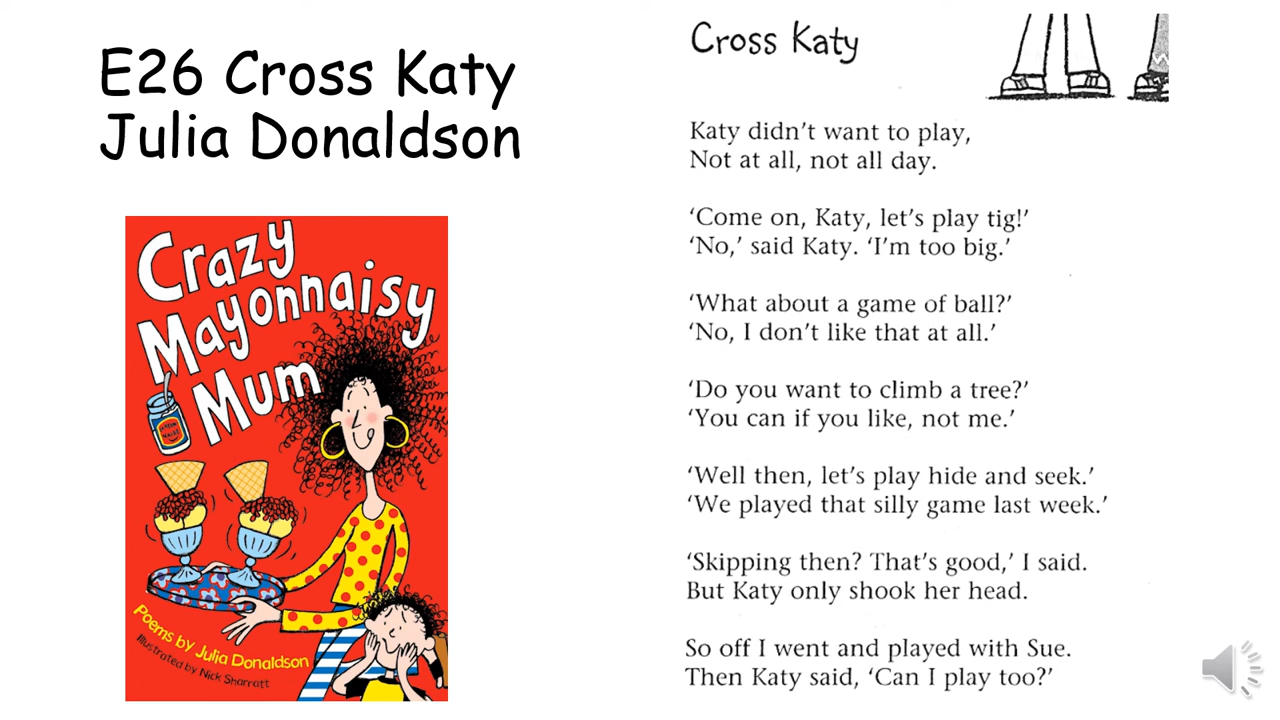 E26 Cross Katy
Julia Donaldson
Crazy
Mayonnaisy
Mum
Poems by Julia Donaldson
Illustrated by Nick Sharratt
Cross Katy
Katy didn't want to play,
Not at all, not all day.
‘Come on, Katy, let's play tig!’
‘No,’ said Katy. ‘I'm too big.’
‘What about a game of ball?’
‘No, I don't like that at all.’
‘Do you want to climb a tree?’
‘You can if you like, not me.’
‘Well then, let's play hide and seek.’
‘We played that silly game last week.’
‘Skipping then? That's good,’ I said.
But Katy only shook her head.
So off I went and played with Sue.
Then Katy said, ‘Can I play too?’